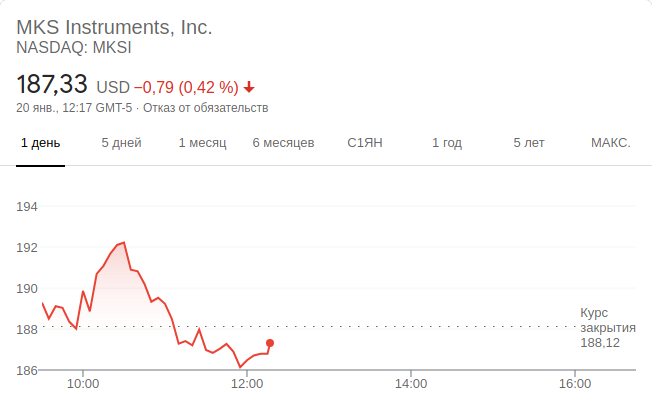 MKS Instruments, Inc.
NASDAQ: MKSI
187,33 USD −0,79 (0,42 %)
20 янв., 12:17 GMT-5 · Отказ от обязательств
1 день 5 дней 1 месяц 6 месяцев С1ЯН 1 год 5 лет МАКС.
194
192
190
188
186
Курс
закрытия
188,12
10:00 12:00 14:00 16:00